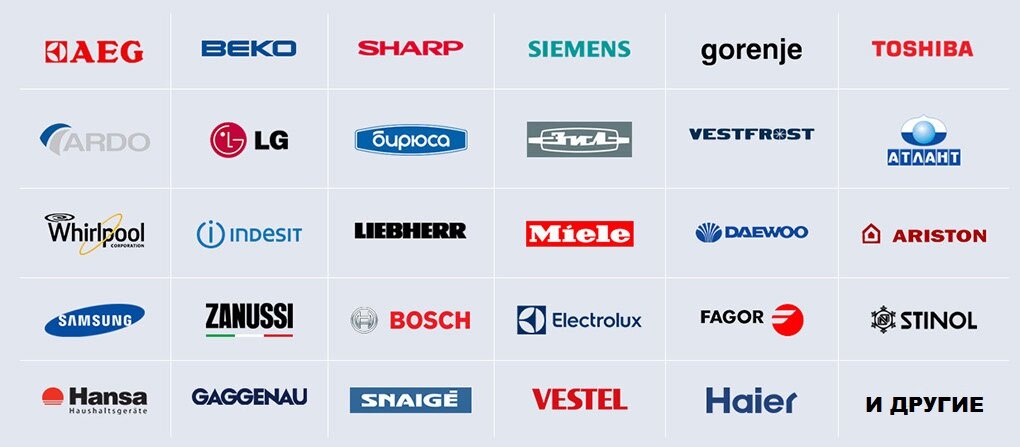 AEG
BEKO
SHARP
SIEMENS
gorenje
TOSHIBA
ARDO
LG
бирюса
ЗИЛ
VESTFROST
АТЛАНТ
Whirlpool
CORPORATION
indesit
LIEBHERR
Miele
DAEWOO
ARISTON
SAMSUNG
ZANUSSI
BOSCH
Electrolux
FAGOR
STINOL
Hansa
Haushaltsgeräte
GAGGENAU
SNAIGÉ
VESTEL
Haier
И ДРУГИЕ